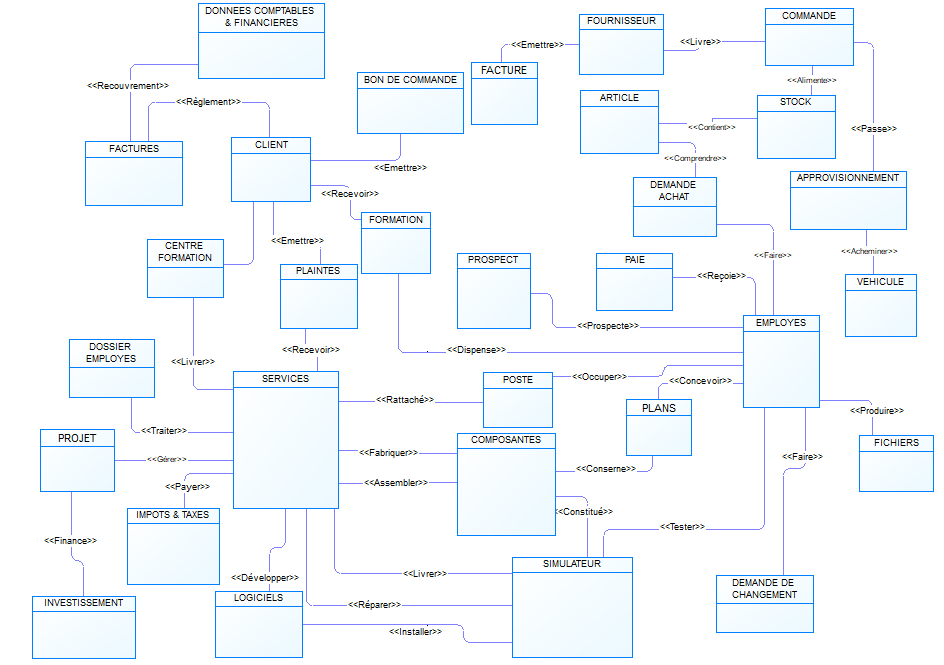 DONNEES COMPTABLES
& FINANCIERES
FOURNISSEUR
COMMANDE
<<Emettre>>
<<Livre>>
FACTURE
BON DE COMMANDE
<<Alimente>>
<<Recouvrement>>
<<Règlement>>
ARTICLE
STOCK
<<Contient>>
<<Passe>>
FACTURES
CLIENT
<<Comprendre>>
<<Emettre>>
APPROVISIONNEMENT
DEMANDE
ACHAT
<<Recevoir>>
FORMATION
<<Emettre>>
CENTRE
FORMATION
<<Acheminer>>
<<Faire>>
PROSPECT
PAIE
PLAINTES
<<Reçoie>>
VEHICULE
<<Prospecte>>
EMPLOYES
DOSSIER
EMPLOYES
<<Recevoir>>
<<Dispense>>
<<Livrer>>
SERVICES
POSTE
<<Occuper>>
<<Concevoir>>
<<Rattaché>>
PLANS
<<Produire>>
<<Traiter>>
PROJET
COMPOSANTES
FICHIERS
<<Gérer>>
<<Fabriquer>>
<<Faire>>
<<Conserne>>
<<Payer>>
<<Assembler>>
IMPOTS & TAXES
<<Constitué>>
<<Finance>>
<<Tester>>
SIMULATEUR
<<Développer>>
<<Livrer>>
DEMANDE DE
CHANGEMENT
INVESTISSEMENT
LOGICIELS
<<Réparer>>
<<Installer>>